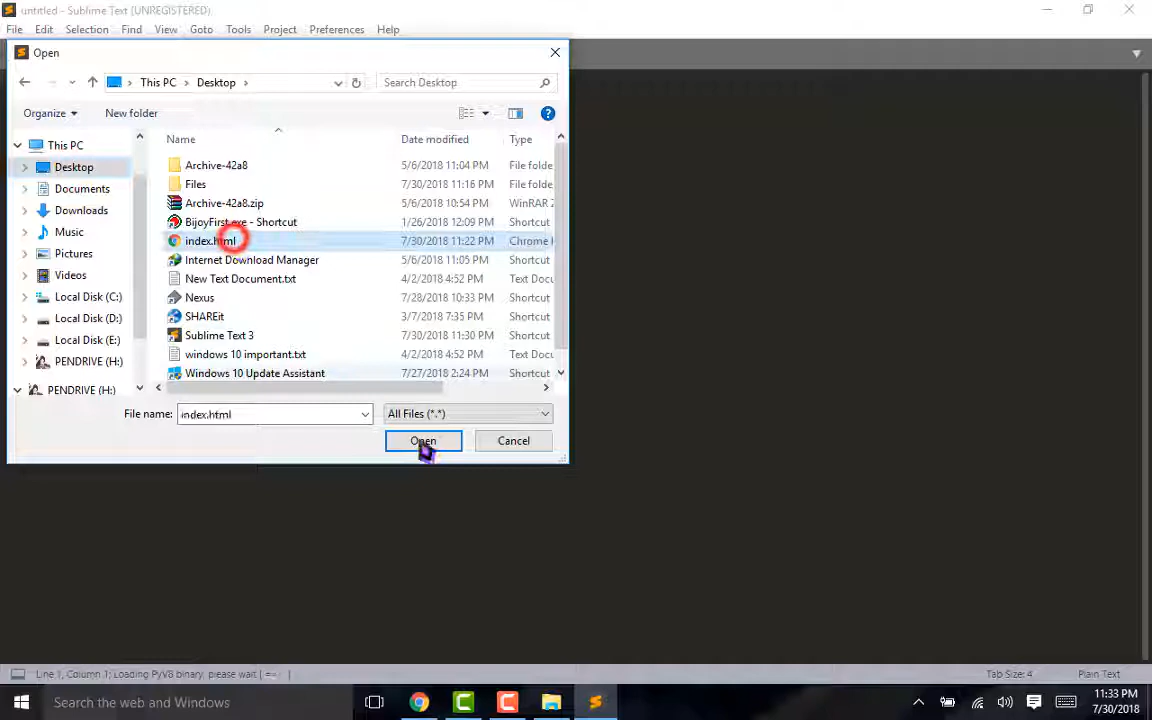 untitled - Sublime Text (UNREGISTERED)
File Edit Selection Find View Goto Tools Project Preferences Help
Open
This PC Desktop
Search Desktop
Organize New folder
Name Date modified Type
This PC
Desktop
Documents
Downloads
Music
Pictures
Videos
Local Disk (C:)
Local Disk (D:)
Local Disk (E:)
PENDRIVE (H:)
PENDRIVE (H:)
Archive-42a8 5/6/2018 11:04 PM File folde
Files 7/30/2018 11:16 PM File folde
Archive-42a8.zip 5/6/2018 10:54 PM WinRAR Z
BijoyFirst.exe - Shortcut 1/26/2018 12:09 PM Shortcut
index.html 7/30/2018 11:22 PM Chrome
Internet Download Manager 5/6/2018 11:05 PM Shortcut
New Text Document.txt 4/2/2018 4:52 PM Text Docu
Nexus 7/28/2018 10:33 PM Shortcut
SHAREit 3/7/2018 7:35 PM Shortcut
Sublime Text 3 7/30/2018 11:30 PM Shortcut
windows 10 important.txt 4/2/2018 4:52 PM Text Docu
Windows 10 Update Assistant 7/27/2018 2:24 PM Shortcut
File name: index.html All Files (*.*)
Open Cancel
Line 1, Column 1; Loading PyV8 binary, please wait [ == ]
Tab Size: 4 Plain Text
Search the web and Windows
11:33 PM
7/30/2018